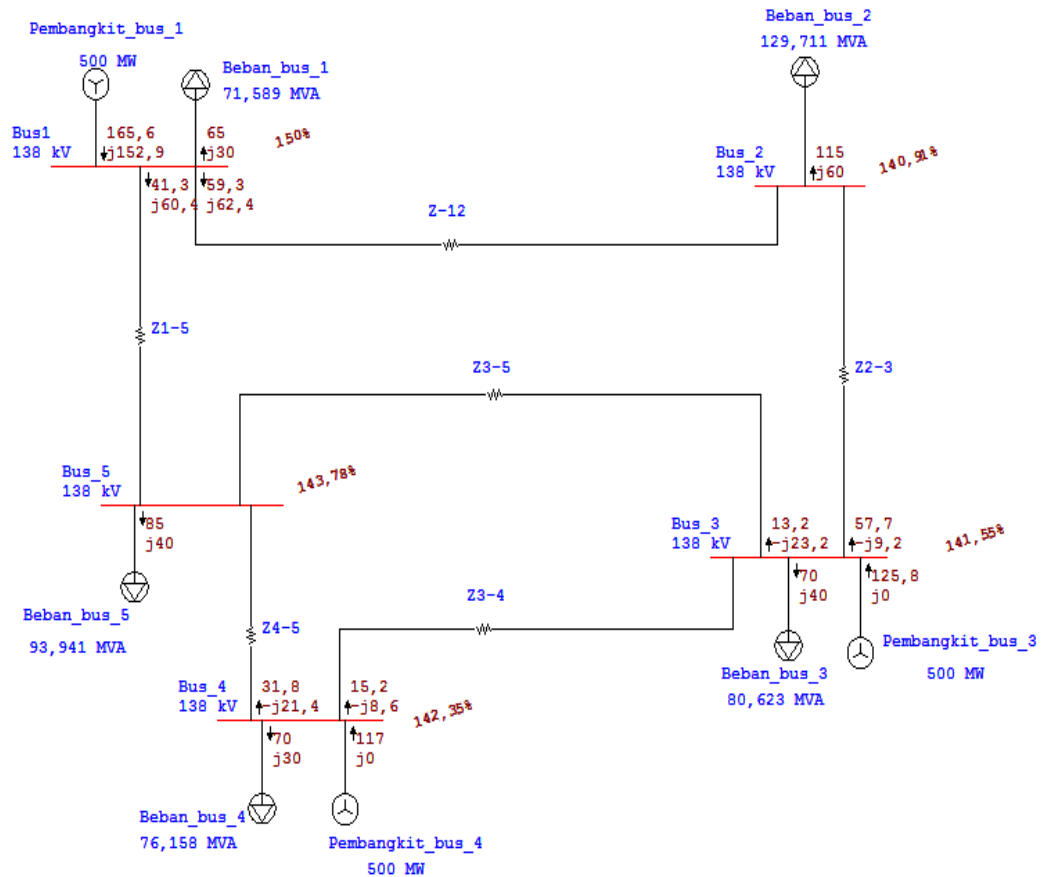 Pembangkit_bus_1
500 MW
Beban_bus_1
71,589 MVA
Beban_bus_2
129,711 MVA
Bus1
138 kV
165,6
j152,9
65
j30
150%
41,3
j60,4
59,3
j62,4
Bus_2
138 kV
115
j60
140,91%
Z-12
Z1-5
Z3-5
Z2-3
Bus_5
138 kV
143,78%
85
j40
Beban_bus_5
93,941 MVA
Bus_3
138 kV
13,2
-j23,2
57,7
-j9,2
141,55%
70
j40
125,8
j0
Z3-4
Z4-5
Beban_bus_3
80,623 MVA
Pembangkit_bus_3
500 MW
Bus_4
138 kV
31,8
-j21,4
15,2
-j8,6
142,35%
70
j30
117
j0
Beban_bus_4
76,158 MVA
Pembangkit_bus_4
500 MW